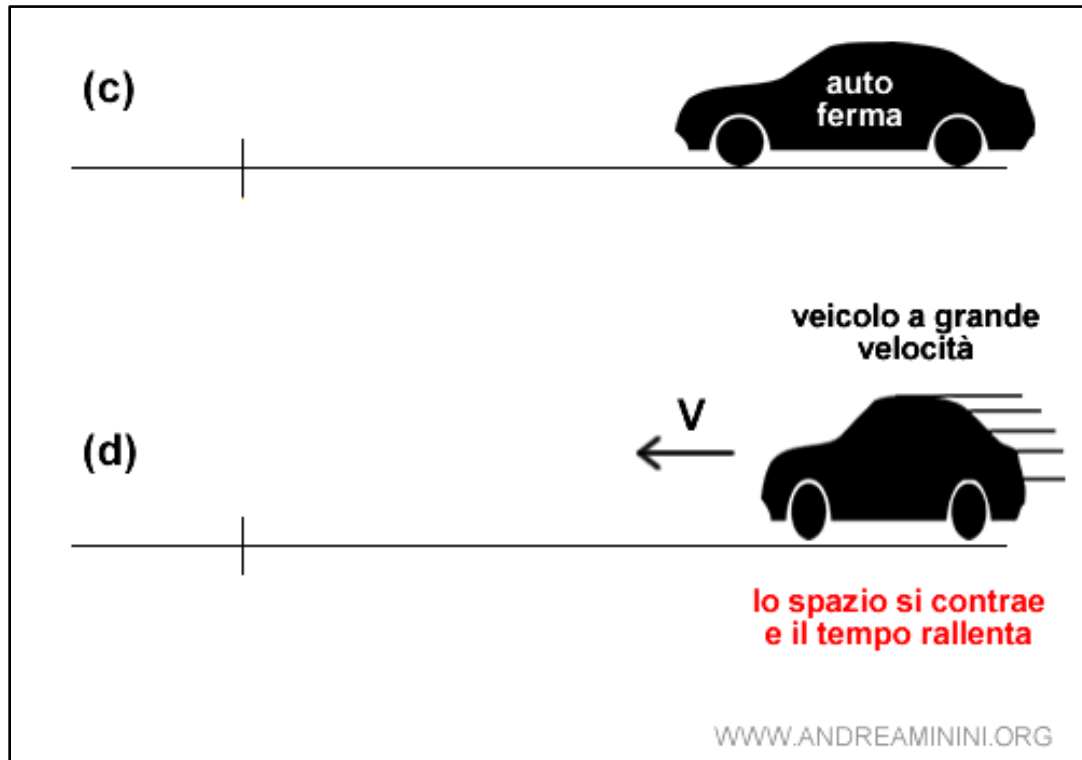 (c)
auto
ferma
veicolo a grande
velocità
V
(d)
lo spazio si contrae
e il tempo rallenta
WWW.ANDREAMININI.ORG